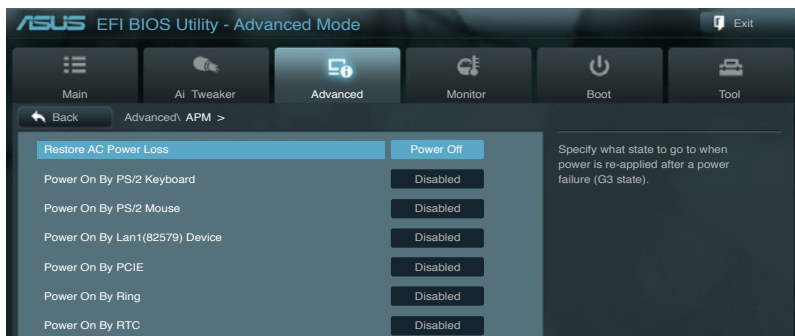 ASUS EFI BIOS Utility - Advanced Mode
Exit
Main
Ai Tweaker
Advanced
Monitor
Boot
Tool
Back
Advanced\ APM >
Restore AC Power Loss Power Off
Power On By PS/2 Keyboard Disabled
Power On By PS/2 Mouse Disabled
Power On By Lan1(82579) Device Disabled
Power On By PCIE Disabled
Power On By Ring Disabled
Power On By RTC Disabled
Specify what state to go to when
power is re-applied after a power
failure (G3 state).